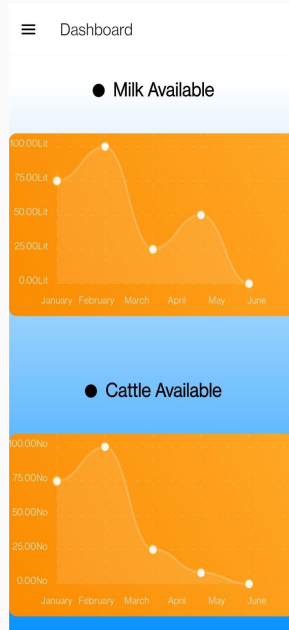 Dashboard
Milk Available
100.00Lit
75.00Lit
50.00Lit
25.00Lit
0.00Lit
January February March April May June
Cattle Available
100.00No
75.00No
50.00No
25.00No
0.00No
January February March April May June